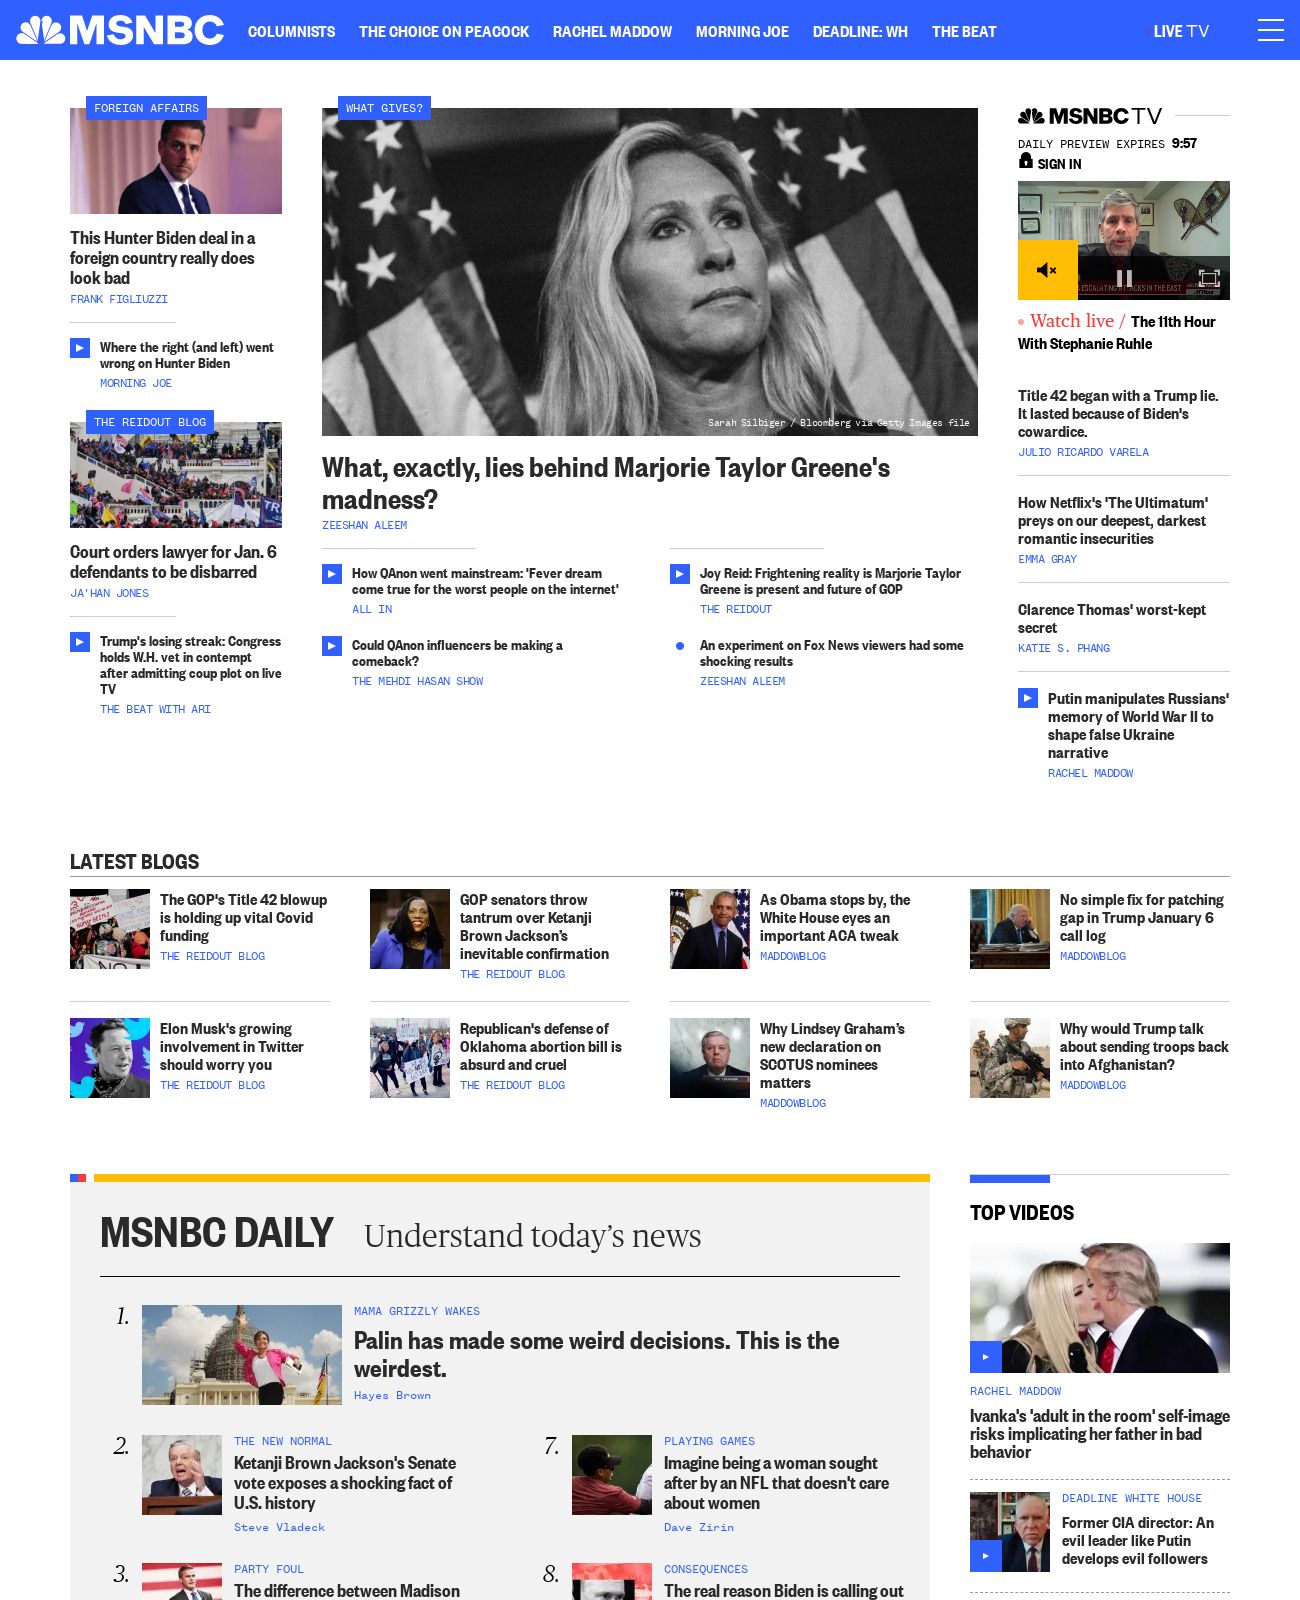 MSNBC
COLUMNISTS THE CHOICE ON PEACOCK RACHEL MADDOW MORNING JOE DEADLINE: WH THE BEAT
LIVE TV
FOREIGN AFFAIRS
This Hunter Biden deal in a
foreign country really does
look bad
FRANK FIGLIUZZI
Where the right (and left) went
wrong on Hunter Biden
MORNING JOE
THE REIDOUT BLOG
Court orders lawyer for Jan. 6
defendants to be disbarred
JA'HAN JONES
Trump's losing streak: Congress
holds W.H. vet in contempt
after admitting coup plot on live
TV
THE BEAT WITH ARI
WHAT GIVES?
Sarah Silbiger / Bloomberg via Getty Images file
What, exactly, lies behind Marjorie Taylor Greene's
madness?
ZEESHAN ALEEM
How QAnon went mainstream: 'Fever dream
come true for the worst people on the internet'
ALL IN
Could QAnon influencers be making a
comeback?
THE MEHDI HASAN SHOW
Joy Reid: Frightening reality is Marjorie Taylor
Greene is present and future of GOP
THE REIDOUT
An experiment on Fox News viewers had some
shocking results
ZEESHAN ALEEM
MSNBC TV
DAILY PREVIEW EXPIRES 9:57
SIGN IN
Watch live / The 11th Hour
With Stephanie Ruhle
Title 42 began with a Trump lie.
It lasted because of Biden's
cowardice.
JULIO RICARDO VARELA
How Netflix's 'The Ultimatum'
preys on our deepest, darkest
romantic insecurities
EMMA GRAY
Clarence Thomas' worst-kept
secret
KATIE S. PHANG
Putin manipulates Russians'
memory of World War II to
shape false Ukraine
narrative
RACHEL MADDOW
LATEST BLOGS
The GOP's Title 42 blowup
is holding up vital Covid
funding
THE REIDOUT BLOG
GOP senators throw
tantrum over Ketanji
Brown Jackson’s
inevitable confirmation
THE REIDOUT BLOG
As Obama stops by, the
White House eyes an
important ACA tweak
MADDOWBLOG
No simple fix for patching
gap in Trump January 6
call log
MADDOWBLOG
Elon Musk's growing
involvement in Twitter
should worry you
THE REIDOUT BLOG
Republican's defense of
Oklahoma abortion bill is
absurd and cruel
THE REIDOUT BLOG
Why Lindsey Graham’s
new declaration on
SCOTUS nominees
matters
MADDOWBLOG
Why would Trump talk
about sending troops back
into Afghanistan?
MADDOWBLOG
MSNBC DAILY Understand today’s news
1.
MAMA GRIZZLY WAKES
Palin has made some weird decisions. This is the
weirdest.
Hayes Brown
2.
THE NEW NORMAL
Ketanji Brown Jackson's Senate
vote exposes a shocking fact of
U.S. history
Steve Vladeck
3.
PARTY FOUL
The difference between Madison
7.
PLAYING GAMES
Imagine being a woman sought
after by an NFL that doesn't care
about women
Dave Zirin
8.
CONSEQUENCES
The real reason Biden is calling out
TOP VIDEOS
RACHEL MADDOW
Ivanka's 'adult in the room' self-image
risks implicating her father in bad
behavior
DEADLINE WHITE HOUSE
Former CIA director: An
evil leader like Putin
develops evil followers